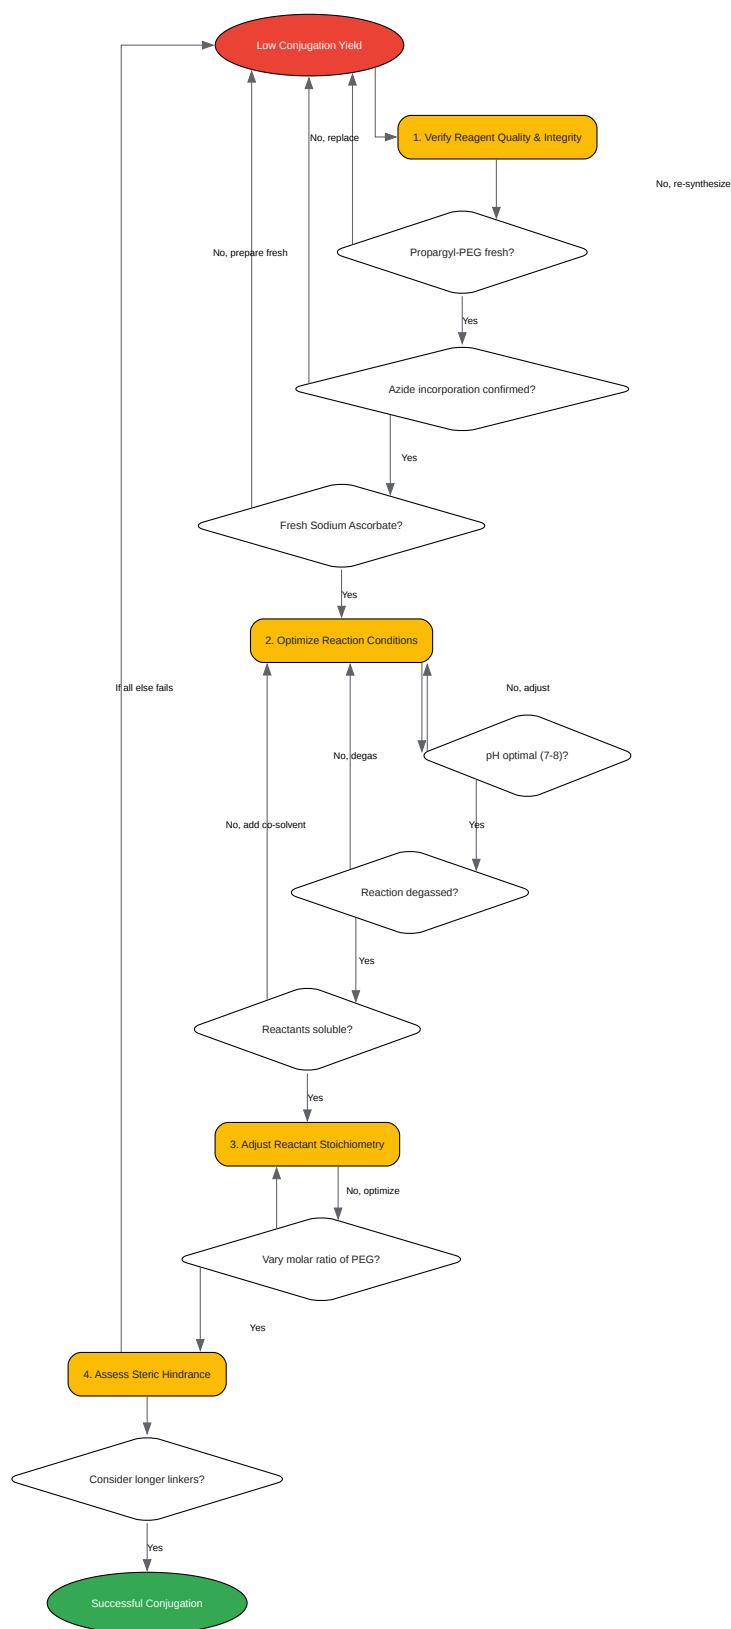 Low Conjugation Yield
No, replace
1. Verify Reagent Quality & Integrity
No, re-synthesize
No, prepare fresh
Propargyl-PEG fresh?
Yes
Azide incorporation confirmed?
Yes
Fresh Sodium Ascorbate?
Yes
2. Optimize Reaction Conditions
If all else fails
No, adjust
No, degas
pH optimal (7-8)?
No, add co-solvent
Yes
Reaction degassed?
Yes
Reactants soluble?
Yes
3. Adjust Reactant Stoichiometry
No, optimize
Vary molar ratio of PEG?
Yes
4. Assess Steric Hindrance
Consider longer linkers?
Yes
Successful Conjugation